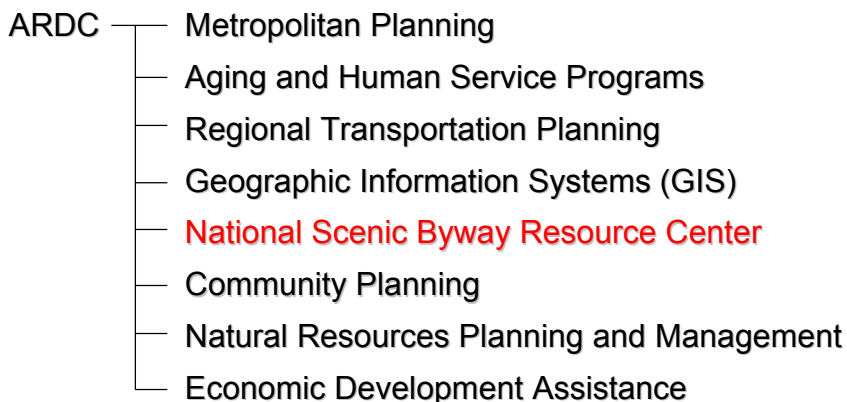 ARDC Metropolitan Planning
Aging and Human Service Programs
Regional Transportation Planning
Geographic Information Systems (GIS)
National Scenic Byway Resource Center
Community Planning
Natural Resources Planning and Management
Economic Development Assistance